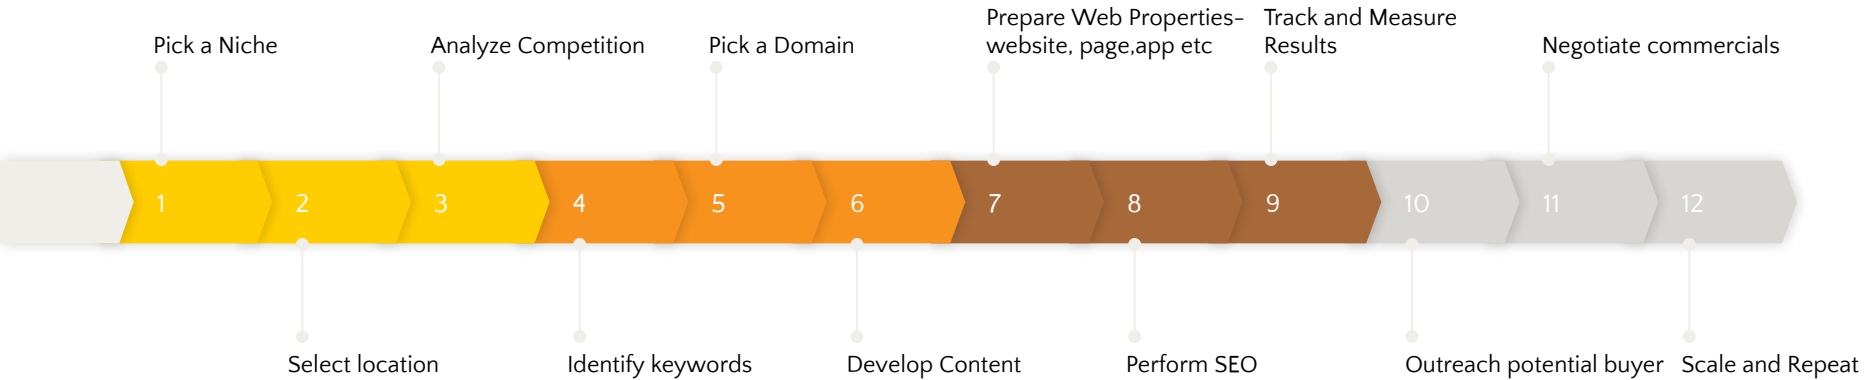 Prepare Web Properties-
website, page,app etc
Track and Measure
Results
Pick a Niche
Analyze Competition
Pick a Domain
Negotiate commercials
1
2
3
4
5
6
7
8
9
10
11
12
Select location
Identify keywords
Develop Content
Perform SEO
Outreach potential buyer
Scale and Repeat